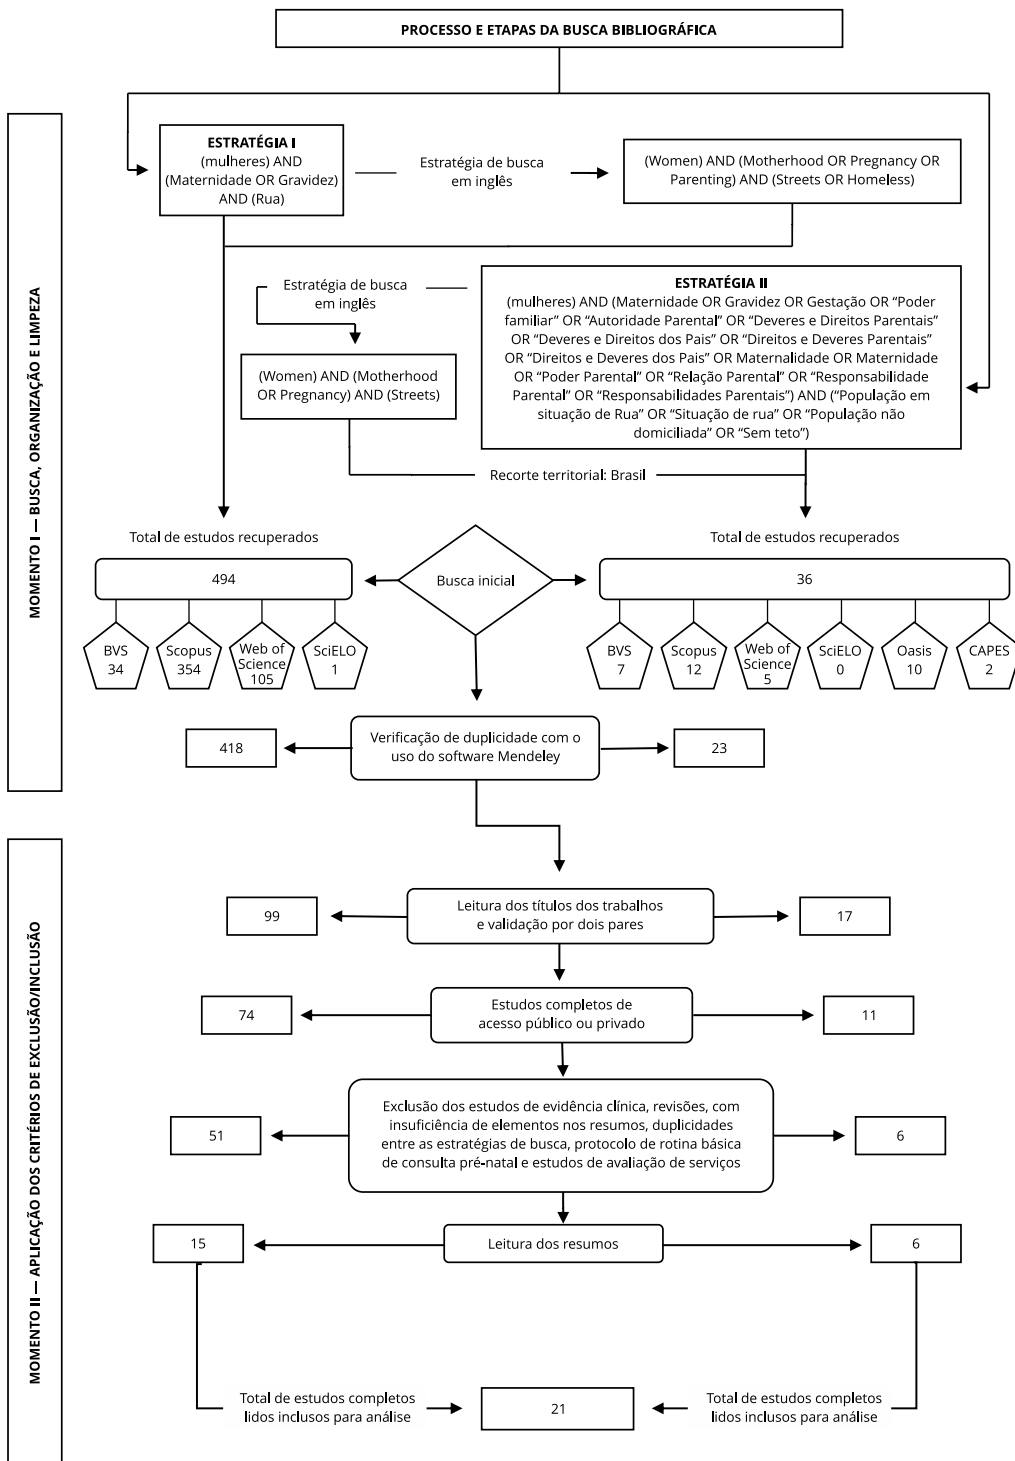 PROCESSO E ETAPAS DA BUSCA BIBLIOGRÁFICA
MOMENTO I — BUSCA, ORGANIZAÇÃO E LIMPEZA
ESTRATÉGIA I
(mulheres) AND
(Maternidade OR Gravidez)
AND (Rua)
Estratégia de busca
em inglês
(Women) AND (Motherhood OR Pregnancy OR
Parenting) AND (Streets OR Homeless)
Estratégia de busca
em inglês
ESTRATÉGIA II
(mulheres) AND (Maternidade OR Gravidez OR Gestação OR “Poder
familiar” OR “Autoridade Parental” OR “Deveres e Direitos Parentais”
OR “Deveres e Direitos dos Pais” OR “Direitos e Deveres Parentais”
OR “Direitos e Deveres dos Pais” OR Maternalidade OR Maternidade
OR “Poder Parental” OR “Relação Parental” OR “Responsabilidade
Parental” OR “Responsabilidades Parentais”) AND (“População em
situação de Rua” OR “Situação de rua” OR “População não
domiciliada” OR “Sem teto”)
(Women) AND (Motherhood
OR Pregnancy) AND (Streets)
Recorte territorial: Brasil
Total de estudos recuperados
494
Busca inicial
Total de estudos recuperados
36
BVS
34
Scopus
354
Web of
Science
105
SciELO
1
BVS
7
Scopus
12
Web of
Science
5
SciELO
0
Oasis
10
CAPES
2
418
Verificação de duplicidade com o
uso do software Mendeley
23
MOMENTO II — APLICAÇÃO DOS CRITÉRIOS DE EXCLUSÃO/INCLUSÃO
99
Leitura dos títulos dos trabalhos
e validação por dois pares
17
74
Estudos completos de
acesso público ou privado
11
51
Exclusão dos estudos de evidência clínica, revisões, com
insuficiência de elementos nos resumos, duplicidades
entre as estratégias de busca, protocolo de rotina básica
de consulta pré-natal e estudos de avaliação de serviços
6
15
Leitura dos resumos
6
Total de estudos completos
lidos inclusos para análise
21
Total de estudos completos
lidos inclusos para análise